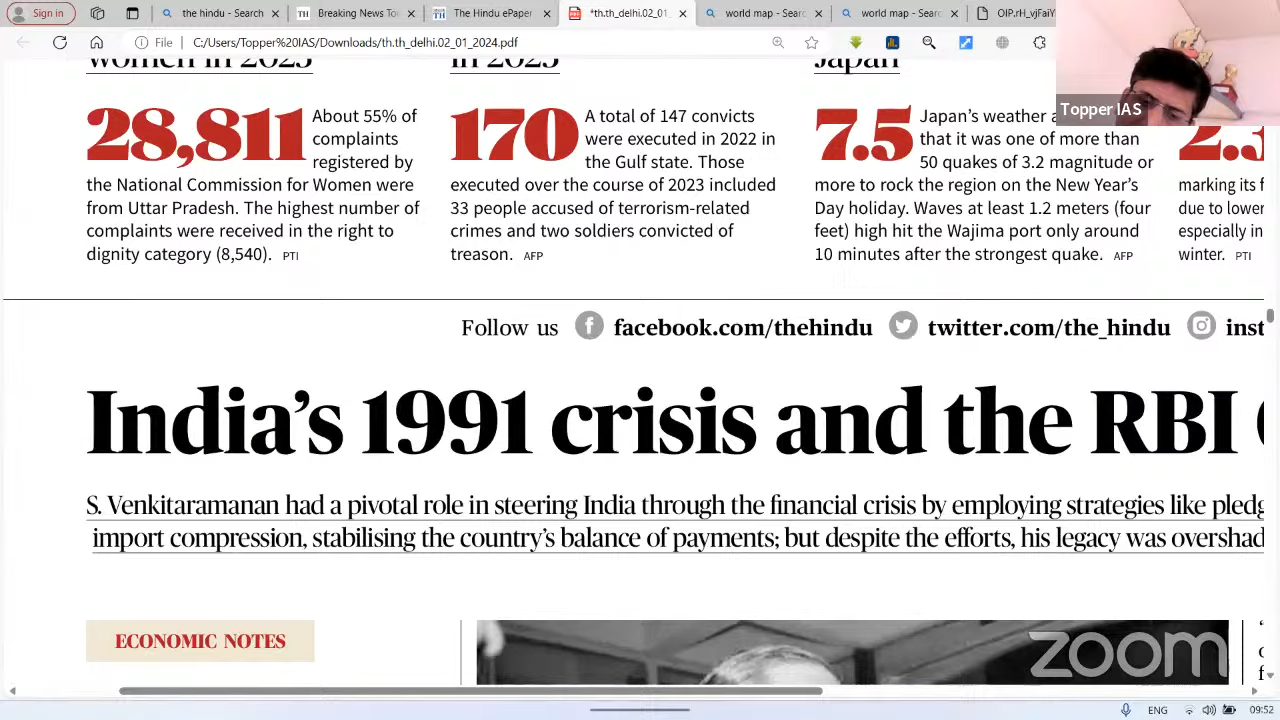 Sign in
the hindu - Search
Breaking News To
The Hindu ePaper
*th.th_delhi.02_01_
world map - Sear
world map - Sear
OIP.rH_vjFaiY
File
C:/Users/Topper%20IAS/Downloads/th.th_delhi.02_01_2024.pdf
Topper IAS
women in 2023
in 2023
Japan
28,811
About 55% of
complaints
registered by
the National Commission for Women were
from Uttar Pradesh. The highest number of
complaints were received in the right to
dignity category (8,540). PTI
170
A total of 147 convicts
were executed in 2022 in
the Gulf state. Those
executed over the course of 2023 included
33 people accused of terrorism-related
crimes and two soldiers convicted of
treason. AFP
7.5
Japan’s weather
that it was one of more than
50 quakes of 3.2 magnitude or
more to rock the region on the New Year’s
Day holiday. Waves at least 1.2 meters (four
feet) high hit the Wajima port only around
10 minutes after the strongest quake. AFP
2.3
marking its f
due to lower
especially in
winter. PTI
Follow us facebook.com/thehindu twitter.com/the_hindu inst
India’s 1991 crisis and the RBI
S. Venkitaramanan had a pivotal role in steering India through the financial crisis by employing strategies like pledg
import compression, stabilising the country’s balance of payments; but despite the efforts, his legacy was overshad
ECONOMIC NOTES
zoom
ENG
09:52